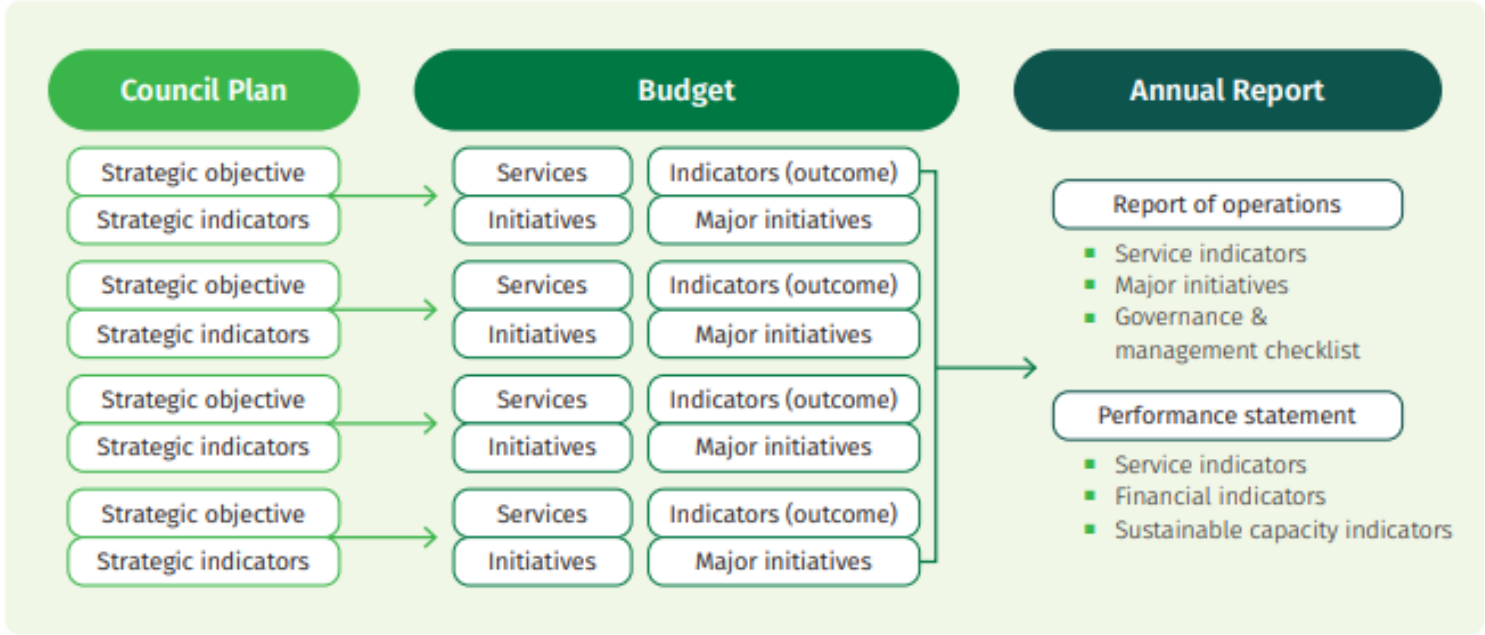 Council Plan
Budget
Annual Report
Strategic objective
Strategic indicators
Strategic objective
Strategic indicators
Strategic objective
Strategic indicators
Strategic objective
Strategic indicators
Services
Indicators (outcome)
Initiatives
Major initiatives
Services
Indicators (outcome)
Initiatives
Major initiatives
Services
Indicators (outcome)
Initiatives
Major initiatives
Services
Indicators (outcome)
Initiatives
Major initiatives
Report of operations
Service indicators
Major initiatives
Governance &
management checklist
Performance statement
Service indicators
Financial indicators
Sustainable capacity indicators